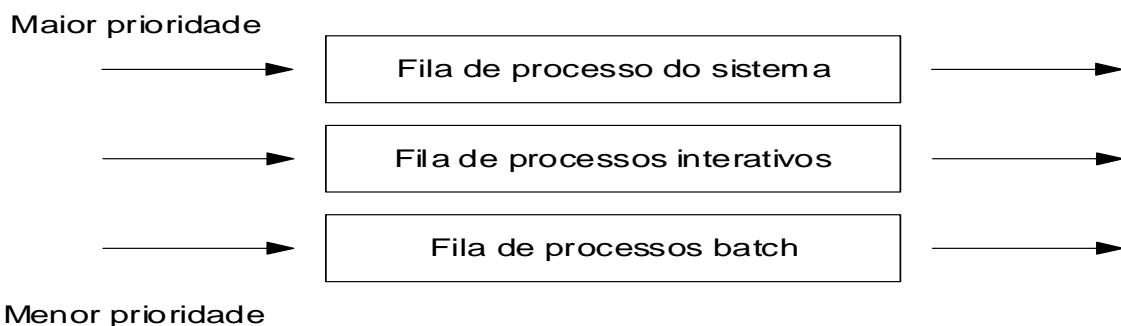 Maior prioridade
Fila de processo do sistema
Fila de processos interativos
Fila de processos batch
Menor prioridade